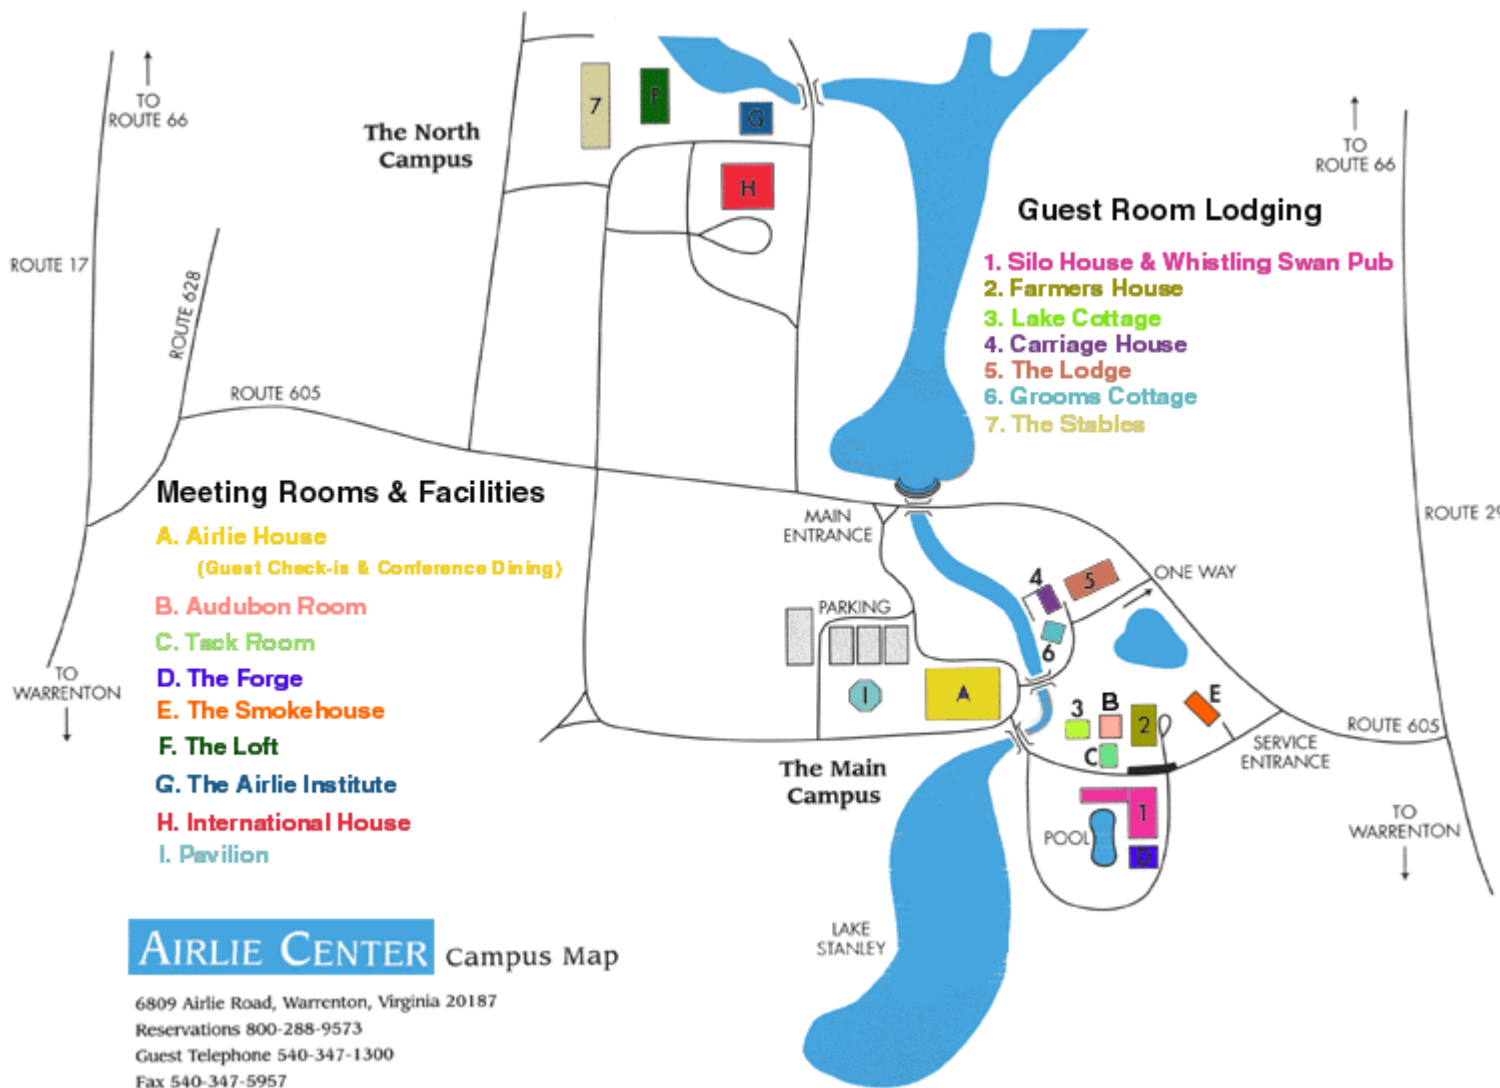 TO
ROUTE 66
The North
Campus
7
F
G
H
TO
ROUTE 66
ROUTE 17
ROUTE 628
ROUTE 605
Guest Room Lodging
1. Silo House & Whistling Swan Pub
2. Farmers House
3. Lake Cottage
4. Carriage House
5. The Lodge
6. Grooms Cottage
7. The Stables
Meeting Rooms & Facilities
A. Airlie House
(Guest Check-in & Conference Dining)
B. Audubon Room
C. Tack Room
D. The Forge
E. The Smokehouse
F. The Loft
G. The Airlie Institute
H. International House
I. Pavilion
TO
WARRENTON
MAIN
ENTRANCE
PARKING
I
A
4
5
6
ONE WAY
ROUTE 29
3
B
2
E
C
SERVICE
ENTRANCE
ROUTE 605
The Main
Campus
POOL
1
D
TO
WARRENTON
LAKE
STANLEY
AIRLIE CENTER Campus Map
6809 Airlie Road, Warrenton, Virginia 20187
Reservations 800-288-9573
Guest Telephone 540-347-1300
Fax 540-347-5957